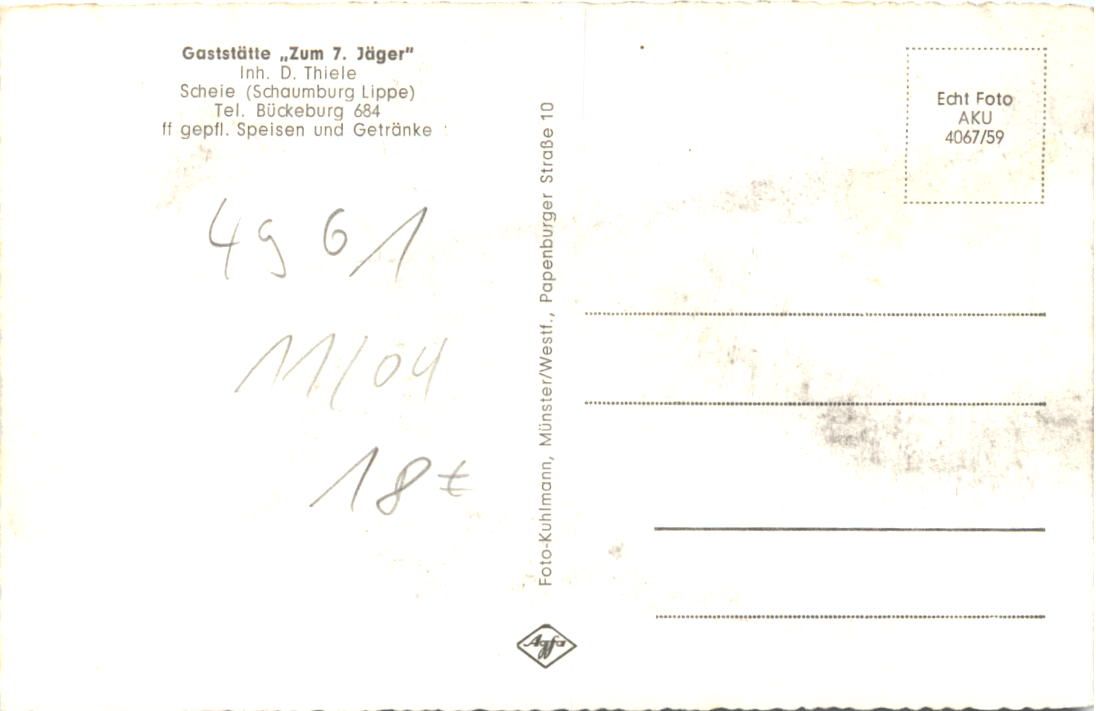 Gaststätte „Zum 7. Jäger“
Inh. D. Thiele
Scheie (Schaumburg Lippe)
Tel. Bückeburg 684
ff gepfl. Speisen und Getränke
4961
11/04
18 €
Foto-Kuhlmann, Münster/Westf., Papenburger Straße 10
Agfa
Echt Foto
AKU
4067/59